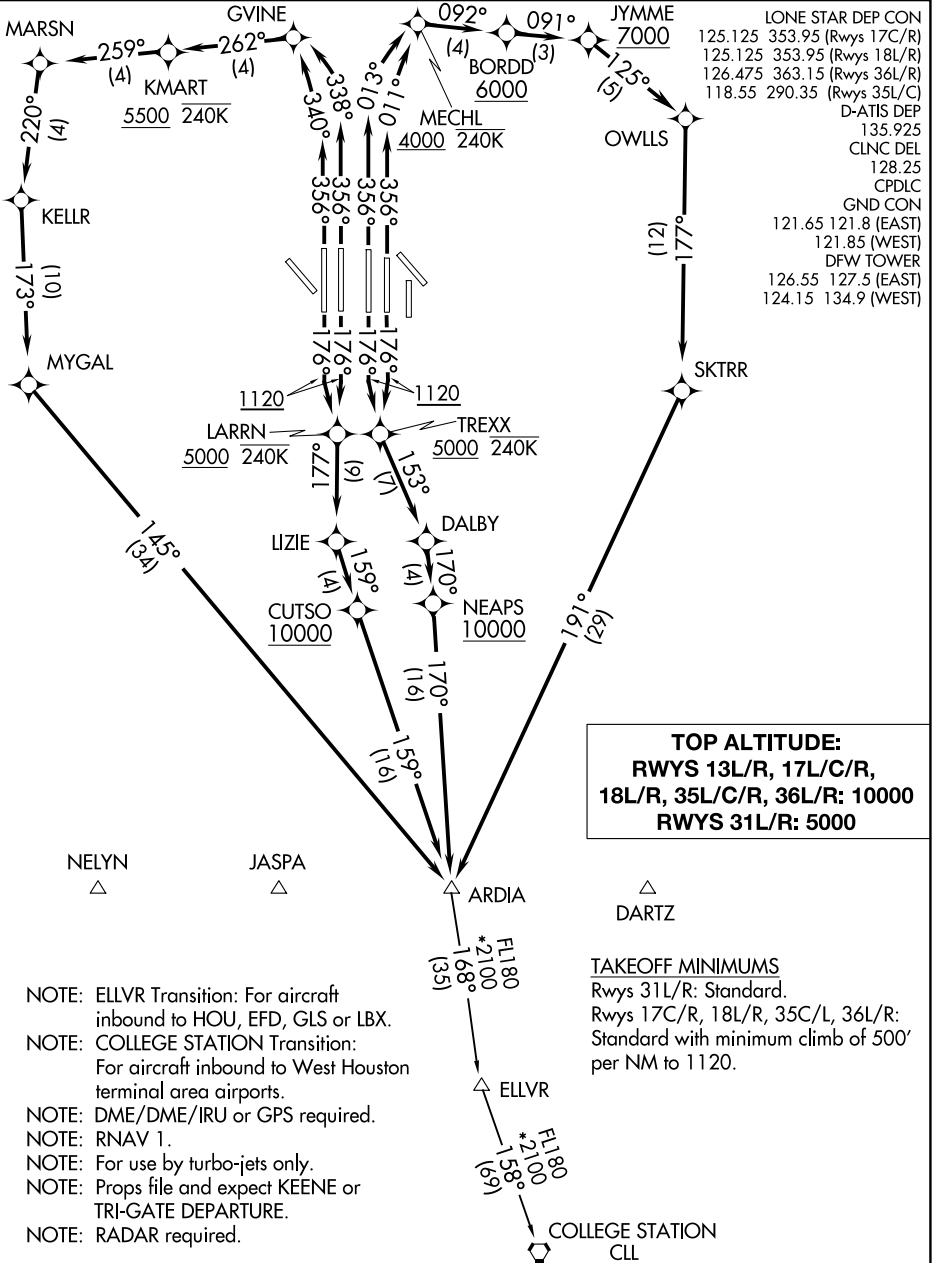 MARSN
259°
(4)
KMART
5500 240K
262°
(4)
GVINE
338°
340°
356°
356°
013°
011°
356°
356°
MECHL
4000 240K
092°
(4)
BORDD
6000
091°
(3)
JYMME
7000
125°
(5)
OWLLS
177°
(12)
SKTRR
191°
(29)
LONE STAR DEP CON
125.125 353.95 (Rwys 17C/R)
125.125 353.95 (Rwys 18L/R)
126.475 363.15 (Rwys 36L/R)
118.55 290.35 (Rwys 35L/C)
D-ATIS DEP
135.925
CLNC DEL
128.25
CPDLC
GND CON
121.65 121.8 (EAST)
121.85 (WEST)
DFW TOWER
126.55 127.5 (EAST)
124.15 134.9 (WEST)
220°
(4)
KELLR
173°
(10)
MYGAL
145°
(34)
176°
176°
176°
176°
1120
1120
LARRN
5000 240K
TREXX
5000 240K
177°
(9)
153°
(7)
LIZIE
DALBY
159°
(4)
170°
(4)
CUTSO
10000
NEAPS
10000
159°
(16)
170°
(16)
TOP ALTITUDE:
RWYS 13L/R, 17L/C/R,
18L/R, 35L/C/R, 36L/R: 10000
RWYS 31L/R: 5000
NELYN
JASPA
ARDIA
DARTZ
FL180
*2100
168°
(35)
ELLVR
FL180
*2100
158°
(69)
COLLEGE STATION
CLL
TAKEOFF MINIMUMS
Rwys 31L/R: Standard.
Rwys 17C/R, 18L/R, 35C/L, 36L/R:
Standard with minimum climb of 500'
per NM to 1120.
NOTE: ELLVR Transition: For aircraft
inbound to HOU, EFD, GLS or LBX.
NOTE: COLLEGE STATION Transition:
For aircraft inbound to West Houston
terminal area airports.
NOTE: DME/DME/IRU or GPS required.
NOTE: RNAV 1.
NOTE: For use by turbo-jets only.
NOTE: Props file and expect KEENE or
TRI-GATE DEPARTURE.
NOTE: RADAR required.